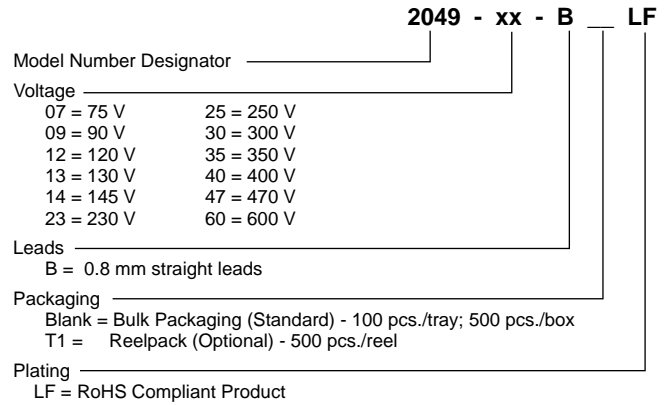 2049 - xx - B __ LF
Model Number Designator
Voltage
07 = 75 V 25 = 250 V
09 = 90 V 30 = 300 V
12 = 120 V 35 = 350 V
13 = 130 V 40 = 400 V
14 = 145 V 47 = 470 V
23 = 230 V 60 = 600 V
Leads
B = 0.8 mm straight leads
Packaging
Blank = Bulk Packaging (Standard) - 100 pcs./tray; 500 pcs./box
T1 = Reelpack (Optional) - 500 pcs./reel
Plating
LF = RoHS Compliant Product